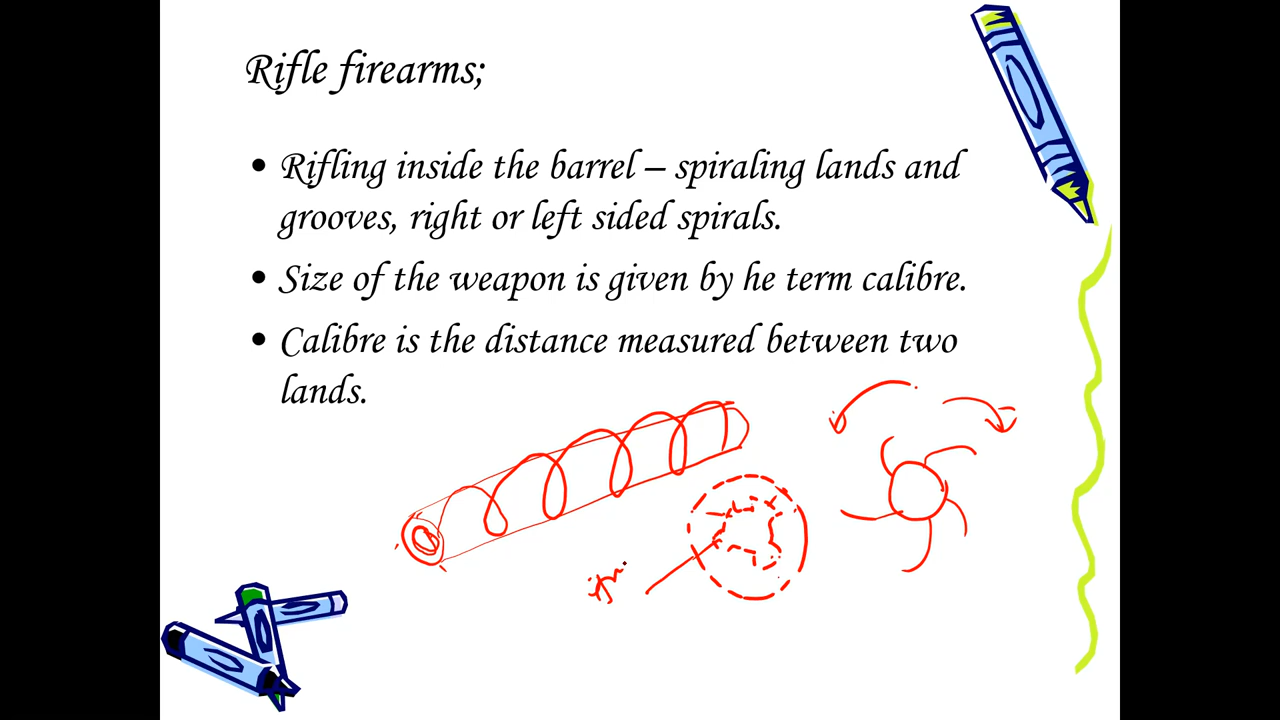 Rifle firearms;
• Rifling inside the barrel – spiraling lands and
grooves, right or left sided spirals.
• Size of the weapon is given by he term calibre.
• Calibre is the distance measured between two
lands.